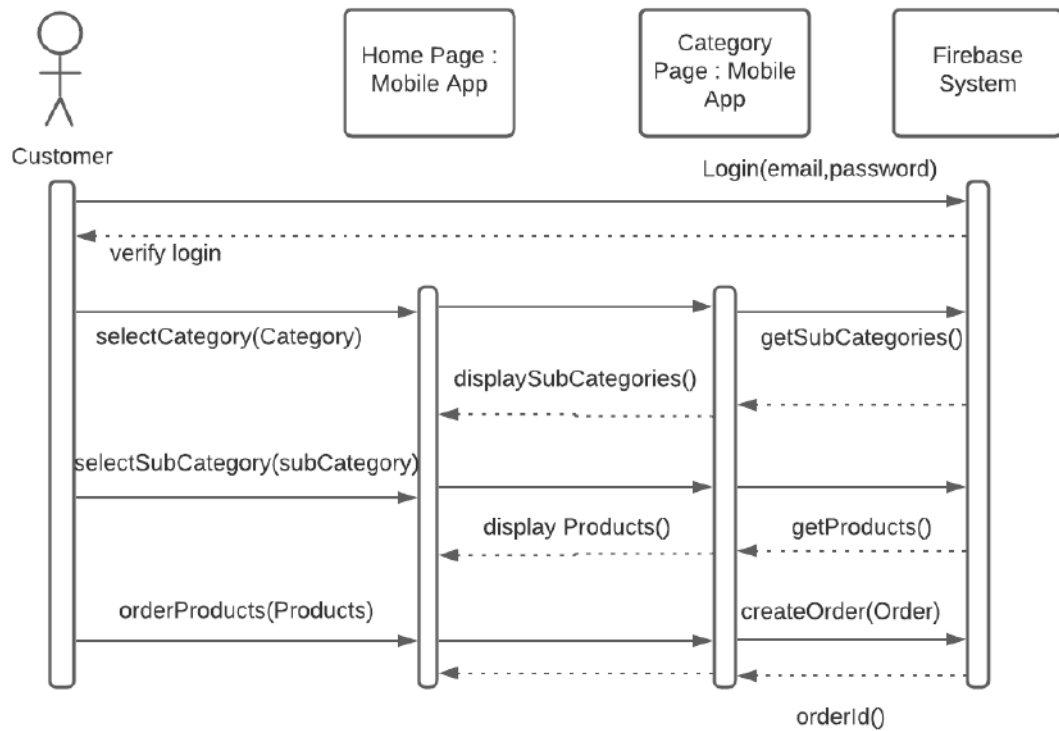 Home Page :
Mobile App
Category
Page : Mobile
App
Firebase
System
Customer
Login(email,password)
verify login
selectCategory(Category)
getSubCategories()
displaySubCategories()
selectSubCategory(subCategory)
display Products()
getProducts()
orderProducts(Products)
createOrder(Order)
orderId()